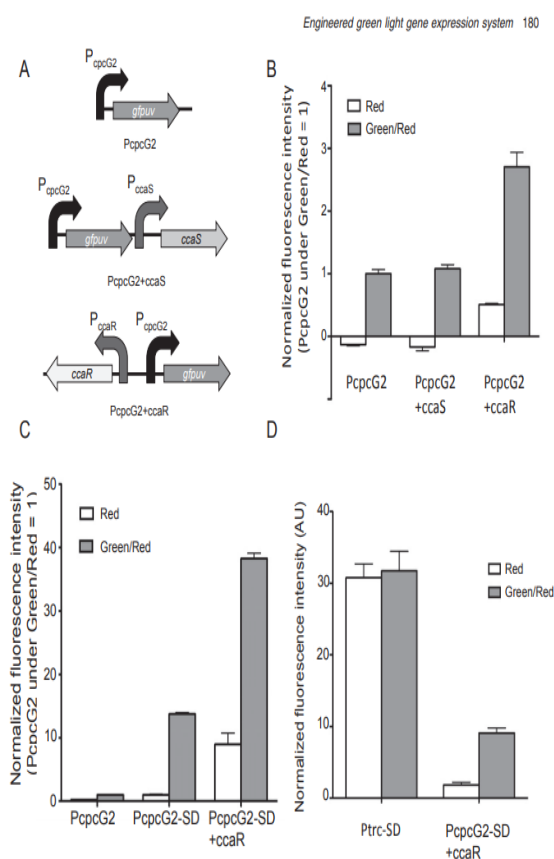 Engineered green light gene expression system 180
A
PcpcG2
gfpuv
PcpcG2
PcpcG2
PccaS
gfpuv
ccaS
PcpcG2+ccaS
PccaR
PcpcG2
ccaR
gfpuv
PcpcG2+ccaR
B
Normalized fluorescence intensity
(PcpcG2 under Green/Red = 1)
4
3
2
1
0
Red
Green/Red
PcpcG2
PcpcG2
+ccaS
PcpcG2
+ccaR
C
Normalized fluorescence intensity
(PcpcG2 under Green/Red = 1)
50
40
30
20
10
0
Red
Green/Red
PcpcG2
PcpcG2-SD
PcpcG2-SD
+ccaR
D
Normalized fluorescence intensity (AU)
40
30
20
10
0
Red
Green/Red
Ptrc-SD
PcpcG2-SD
+ccaR